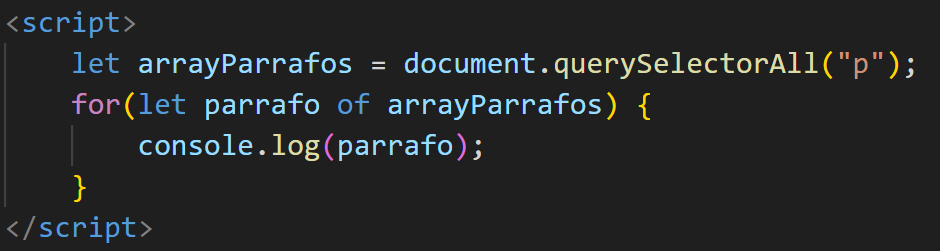 <script>
let arrayParrafos = document.querySelectorAll("p");
for(let parrafo of arrayParrafos) {
console.log(parrafo);
}
</script>